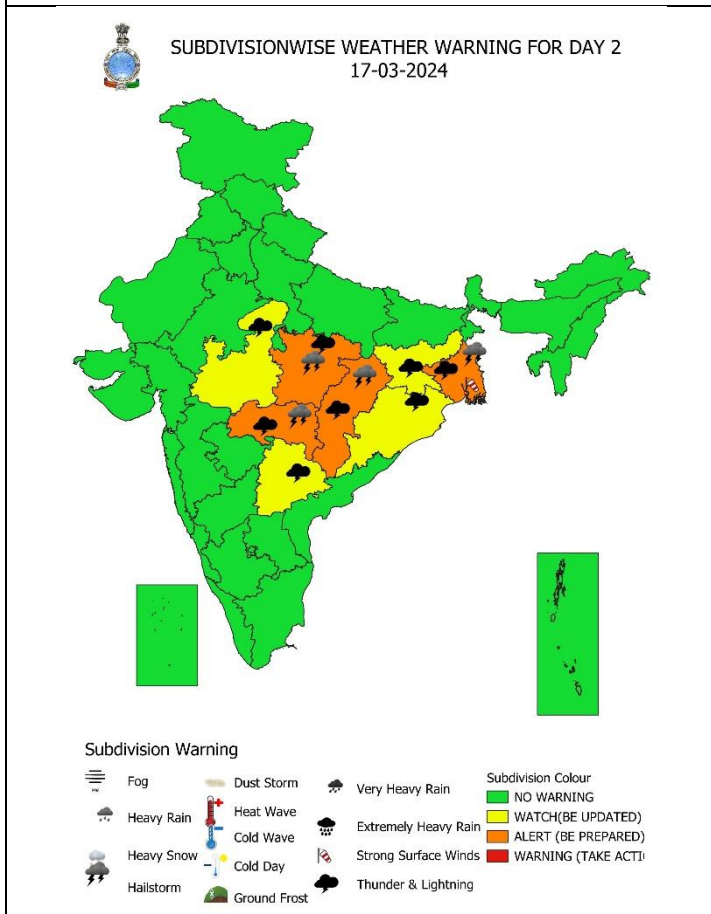 SUBDIVISIONWISE WEATHER WARNING FOR DAY 2
17-03-2024
Subdivision Warning
Fog
Heavy Rain
Heavy Snow
Hailstorm
Dust Storm
Heat Wave
Cold Wave
Cold Day
Ground Frost
Very Heavy Rain
Extremely Heavy Rain
Strong Surface Winds
Thunder & Lightning
Subdivision Colour
NO WARNING
WATCH(BE UPDATED)
ALERT (BE PREPARED)
WARNING (TAKE ACTI